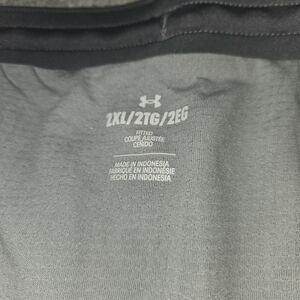 2XL/2TG/2EG
FITTED
COUPE AJUSTÉE
CEÑIDO
MADE IN INDONESIA
FABRIQUÉ EN INDONÉSIE
HECHO EN INDONESIA